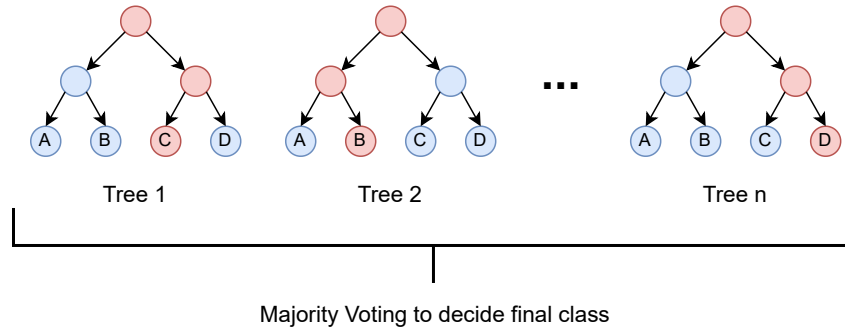 A B C D
A B C D
...
A B C D
Tree 1
Tree 2
Tree n
Majority Voting to decide final class